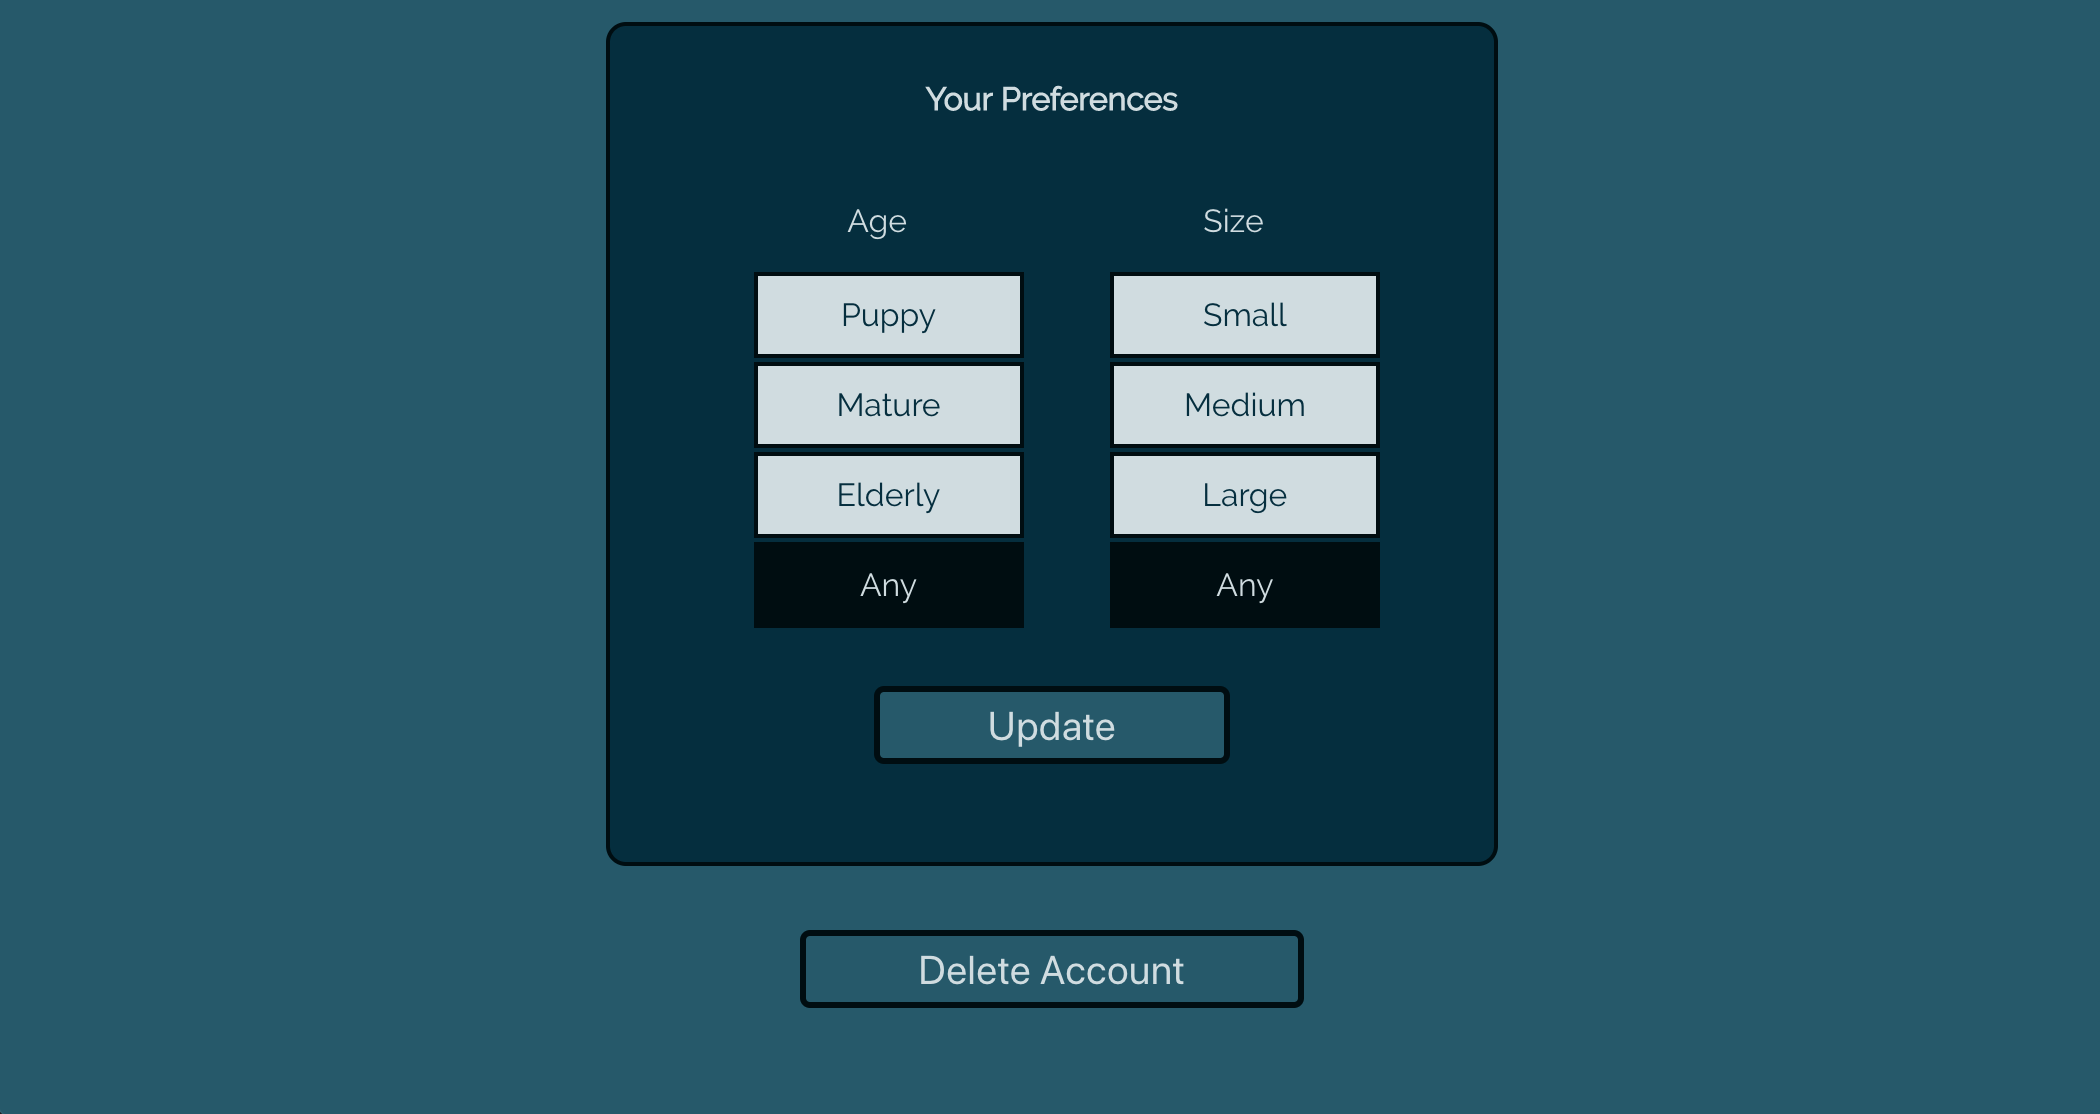 Your Preferences
Age
Size
Puppy
Small
Mature
Medium
Elderly
Large
Any
Any
Update
Delete Account